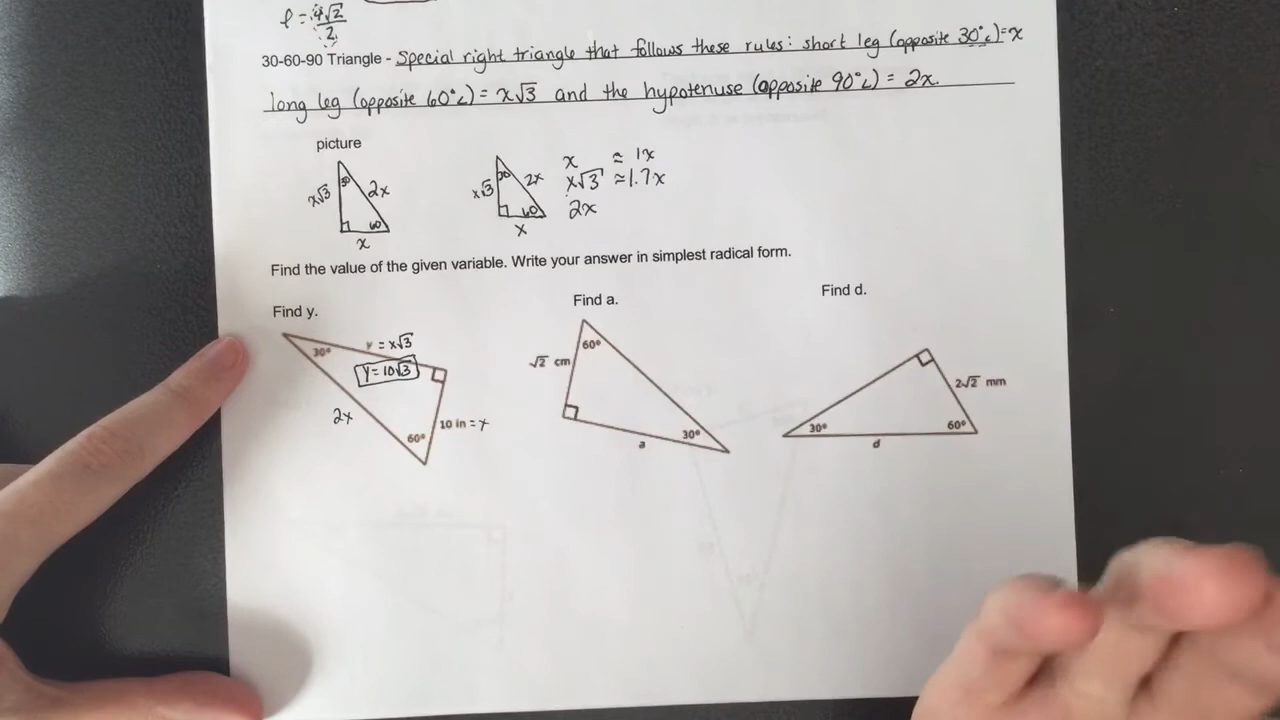 l = 4√2
2
30-60-90 Triangle - Special right triangle that follows these rules: short leg (opposite 30°∠)=x
long leg (opposite 60°∠) = x√3 and the hypotenuse (opposite 90°∠) = 2x.
picture
x√3 30 2x 60 x
x√3 30 2x 60 x
x ≈ 1x
x√3 ≈1.7x
2x
Find the value of the given variable. Write your answer in simplest radical form.
Find y.
30° y = x√3
y = 10√3
2x
60° 10 in = x
Find a.
60°
√2 cm
30°
a
Find d.
2√2 mm
30° 60°
d